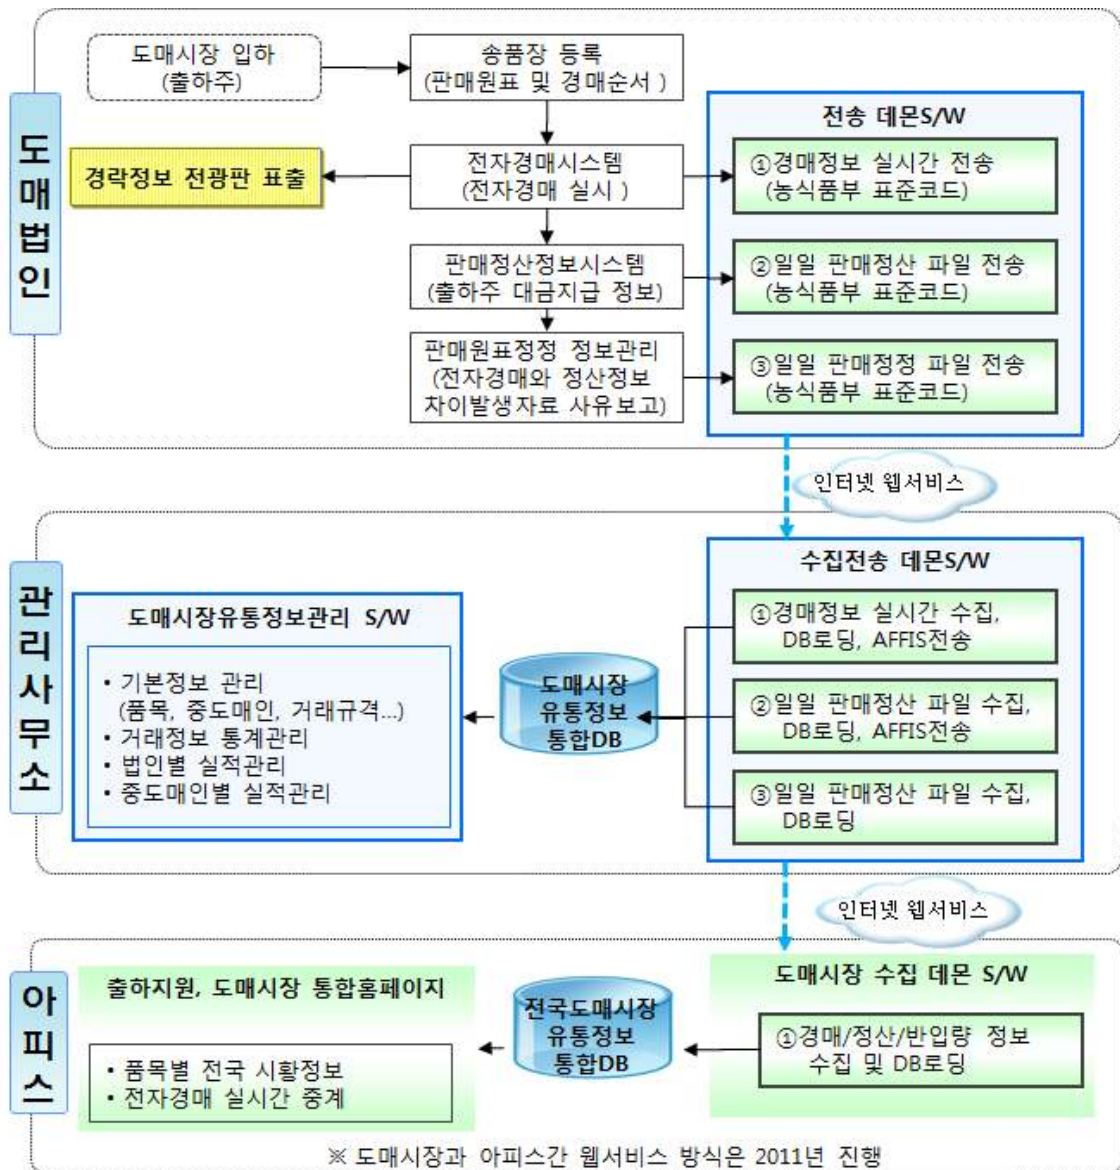 도매법인
도매시장 입하
(출하주)
송품장 등록
(판매원표 및 경매순서 )
경락정보 전광판 표출
전자경매시스템
(전자경매 실시 )
판매정산정보시스템
(출하주 대금지급 정보)
판매원표정정 정보관리
(전자경매와 정산정보
차이발생자료 사유보고)
전송 데몬S/W
①경매정보 실시간 전송
(농식품부 표준코드)
②일일 판매정산 파일 전송
(농식품부 표준코드)
③일일 판매정정 파일 전송
(농식품부 표준코드)
인터넷 웹서비스
관리사무소
도매시장유통정보관리 S/W
• 기본정보 관리
(품목, 중도매인, 거래규격...)
• 거래정보 통계관리
• 법인별 실적관리
• 중도매인별 실적관리
도매시장
유통정보
통합DB
수집전송 데몬S/W
①경매정보 실시간 수집,
DB로딩, AFFIS전송
②일일 판매정산 파일 수집,
DB로딩, AFFIS전송
③일일 판매정산 파일 수집,
DB로딩
인터넷 웹서비스
아피스
출하지원, 도매시장 통합홈페이지
• 품목별 전국 시황정보
• 전자경매 실시간 중계
전국도매시장
유통정보
통합DB
도매시장 수집 데몬 S/W
①경매/정산/반입량 정보
수집 및 DB로딩
※ 도매시장과 아피스간 웹서비스 방식은 2011년 진행